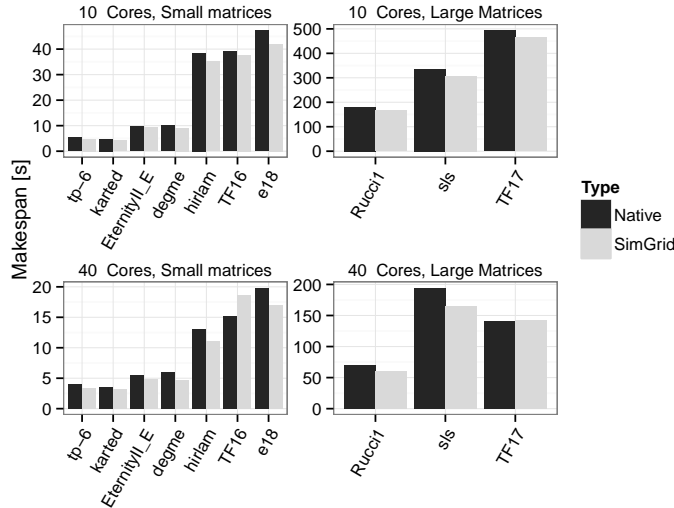 10 Cores, Small matrices
10 Cores, Large Matrices
40
30
20
10
0
500
400
300
200
100
0
tp-6
karted
EternityII_E
degme
hirlam
TF16
e18
Rucci1
sls
TF17
Makespan [s]
Type
Native
SimGrid
40 Cores, Small matrices
40 Cores, Large Matrices
20
15
10
5
0
200
150
100
50
0
tp-6
karted
EternityII_E
degme
hirlam
TF16
e18
Rucci1
sls
TF17